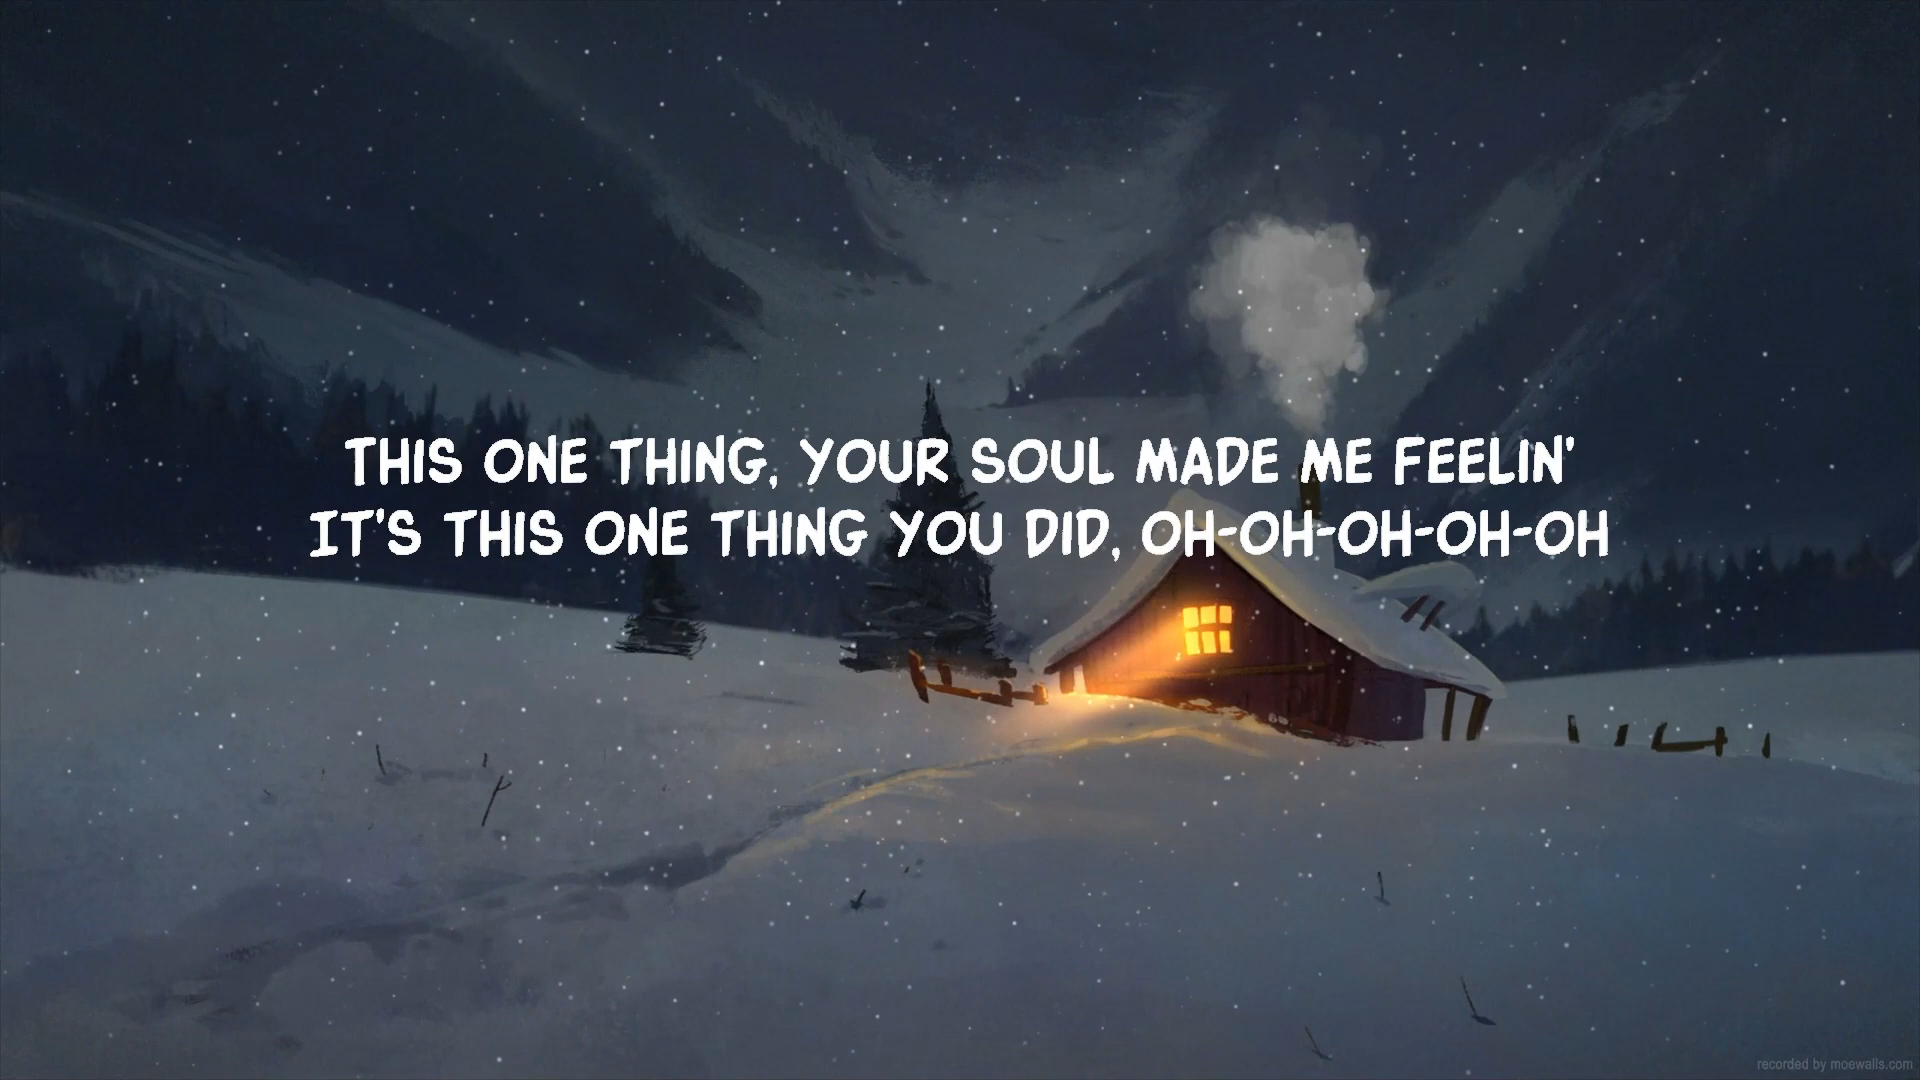 THIS ONE THING, YOUR SOUL MADE ME FEELIN'
IT'S THIS ONE THING YOU DID, OH-OH-OH-OH-OH
recorded by moewalls.com